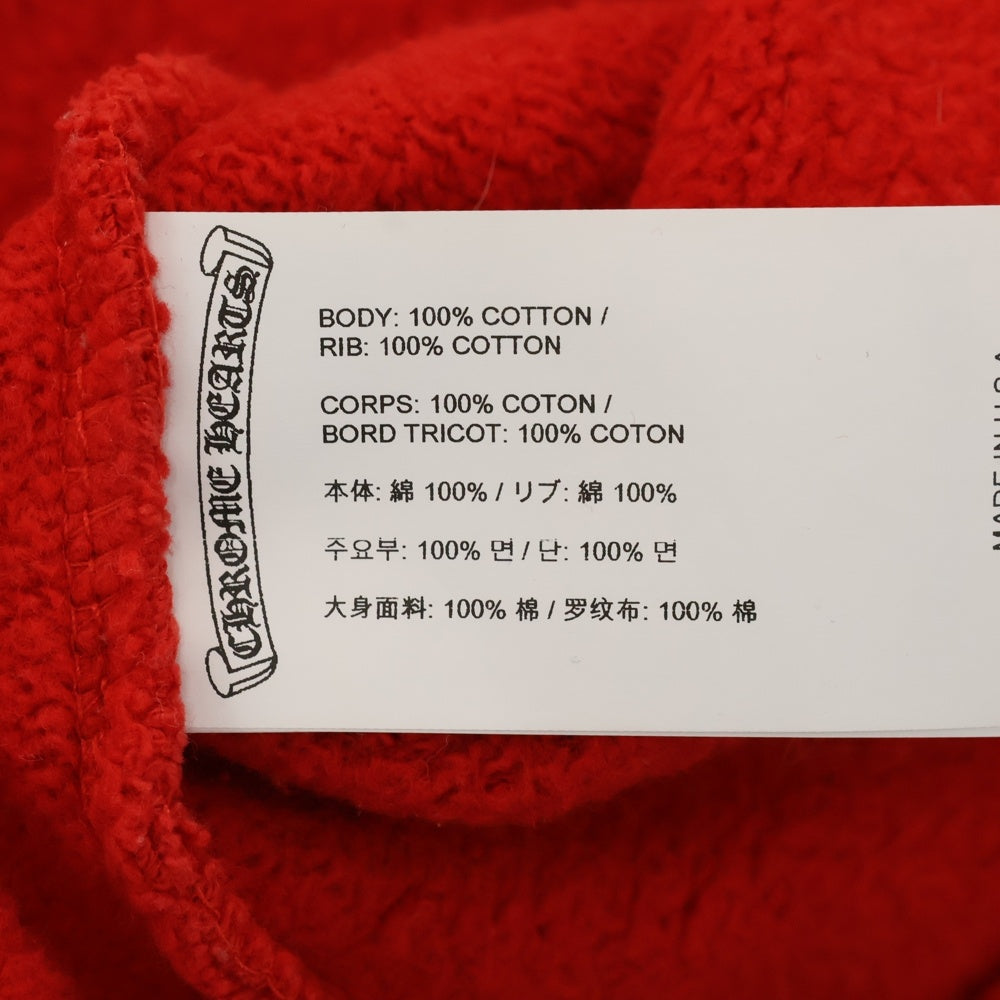 CHROME HEARTS
BODY: 100% COTTON /
RIB: 100% COTTON
CORPS: 100% COTON /
BORD TRICOT: 100% COTON
本体: 綿 100% / リブ: 綿 100%
주요부: 100% 면 / 단: 100% 면
大身面料: 100% 棉 / 罗纹布: 100% 棉
MADE IN U.S.A